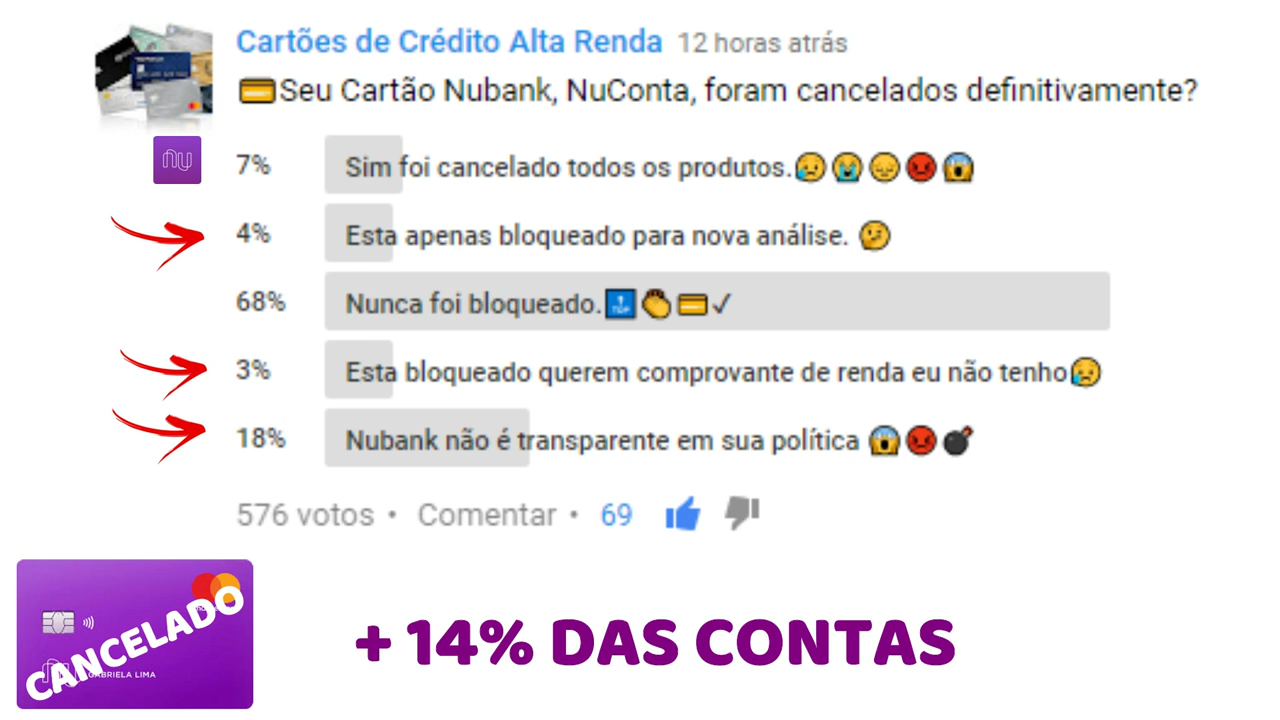 Cartões de Crédito Alta Renda 12 horas atrás
💳Seu Cartão Nubank, NuConta, foram cancelados definitivamente?
nu
7% Sim foi cancelado todos os produtos.😥😭😔😡😱
4% Esta apenas bloqueado para nova análise. 🤔
68% Nunca foi bloqueado.🔝👏💳✓
3% Esta bloqueado querem comprovante de renda eu não tenho😥
18% Nubank não é transparente em sua política 😱😡💣
576 votos • Comentar • 69
CANCELADO
GABRIELA LIMA
+ 14% DAS CONTAS